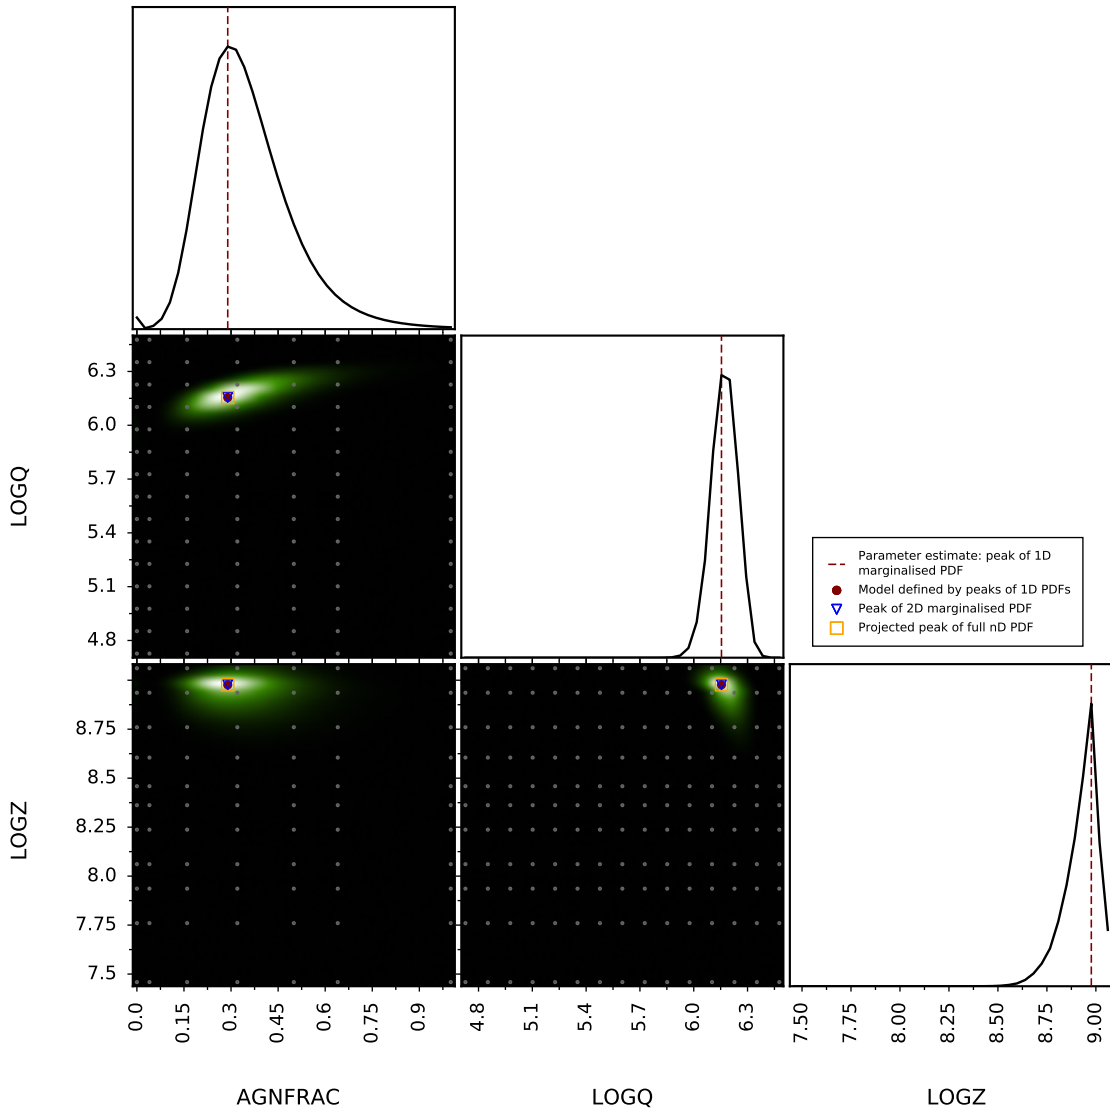 LOGQ
6.3
6.0
5.7
5.4
5.1
4.8
Parameter estimate: peak of 1D
marginalised PDF
Model defined by peaks of 1D PDFs
Peak of 2D marginalised PDF
Projected peak of full nD PDF
LOGZ
8.75
8.5
8.25
8.0
7.75
7.5
0.0 0.15 0.3 0.45 0.6 0.75 0.9
4.8 5.1 5.4 5.7 6.0 6.3
7.50 7.75 8.00 8.25 8.50 8.75 9.00
AGNFRAC LOGQ LOGZ